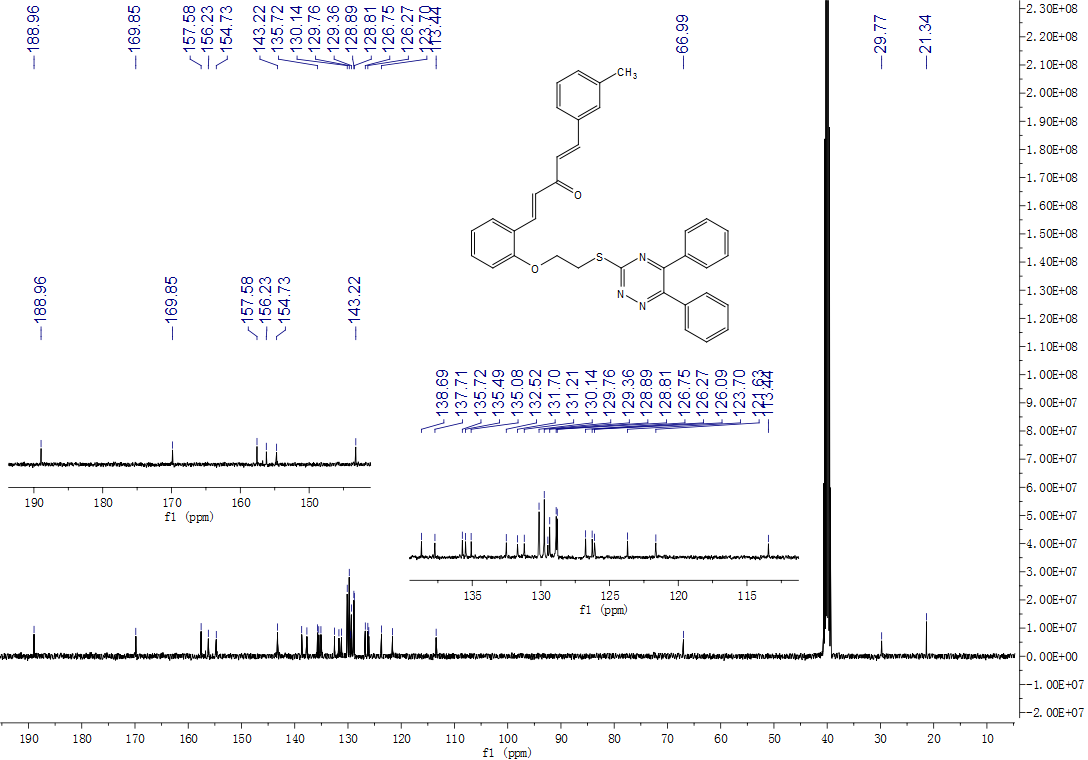 188.96
169.85
157.58
156.23
154.73
143.22
135.72
130.14
129.76
129.36
128.89
128.81
126.75
126.27
123.70
113.44
66.99
29.77
21.34
2.30E+08
2.20E+08
2.10E+08
2.00E+08
1.90E+08
1.80E+08
1.70E+08
1.60E+08
1.50E+08
1.40E+08
1.30E+08
1.20E+08
1.10E+08
1.00E+08
9.00E+07
8.00E+07
7.00E+07
6.00E+07
5.00E+07
4.00E+07
3.00E+07
2.00E+07
1.00E+07
0.00E+00
-1.00E+07
-2.00E+07
CH3
O
O
S
N
N
N
188.96
169.85
157.58
156.23
154.73
143.22
190 180 170 160 150
f1 (ppm)
138.69
137.71
135.72
135.49
135.08
132.52
131.70
131.21
130.14
129.76
129.36
128.89
128.81
126.75
126.27
126.09
123.70
121.63
113.44
135 130 125 120 115
f1 (ppm)
190 180 170 160 150 140 130 120 110 100 90 80 70 60 50 40 30 20 10
f1 (ppm)